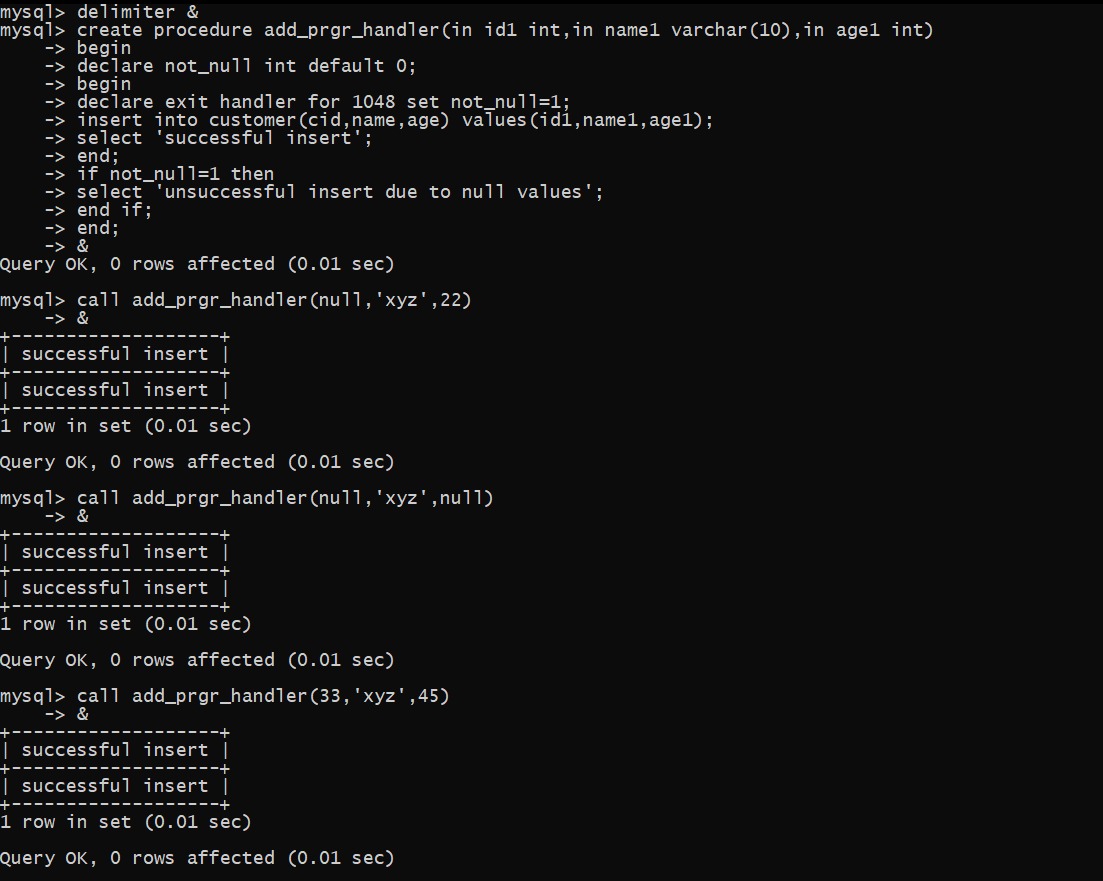 mysql> delimiter &
mysql> create procedure add_prgr_handler(in id1 int,in name1 varchar(10),in age1 int)
    -> begin
    -> declare not_null int default 0;
    -> begin
    -> declare exit handler for 1048 set not_null=1;
    -> insert into customer(cid,name,age) values(id1,name1,age1);
    -> select 'successful insert';
    -> end;
    -> if not_null=1 then
    -> select 'unsuccessful insert due to null values';
    -> end if;
    -> end;
    -> &
Query OK, 0 rows affected (0.01 sec)

mysql> call add_prgr_handler(null,'xyz',22)
    -> &
+-------------------+
| successful insert |
+-------------------+
| successful insert |
+-------------------+
1 row in set (0.01 sec)

Query OK, 0 rows affected (0.01 sec)

mysql> call add_prgr_handler(null,'xyz',null)
    -> &
+-------------------+
| successful insert |
+-------------------+
| successful insert |
+-------------------+
1 row in set (0.01 sec)

Query OK, 0 rows affected (0.01 sec)

mysql> call add_prgr_handler(33,'xyz',45)
    -> &
+-------------------+
| successful insert |
+-------------------+
| successful insert |
+-------------------+
1 row in set (0.01 sec)

Query OK, 0 rows affected (0.01 sec)